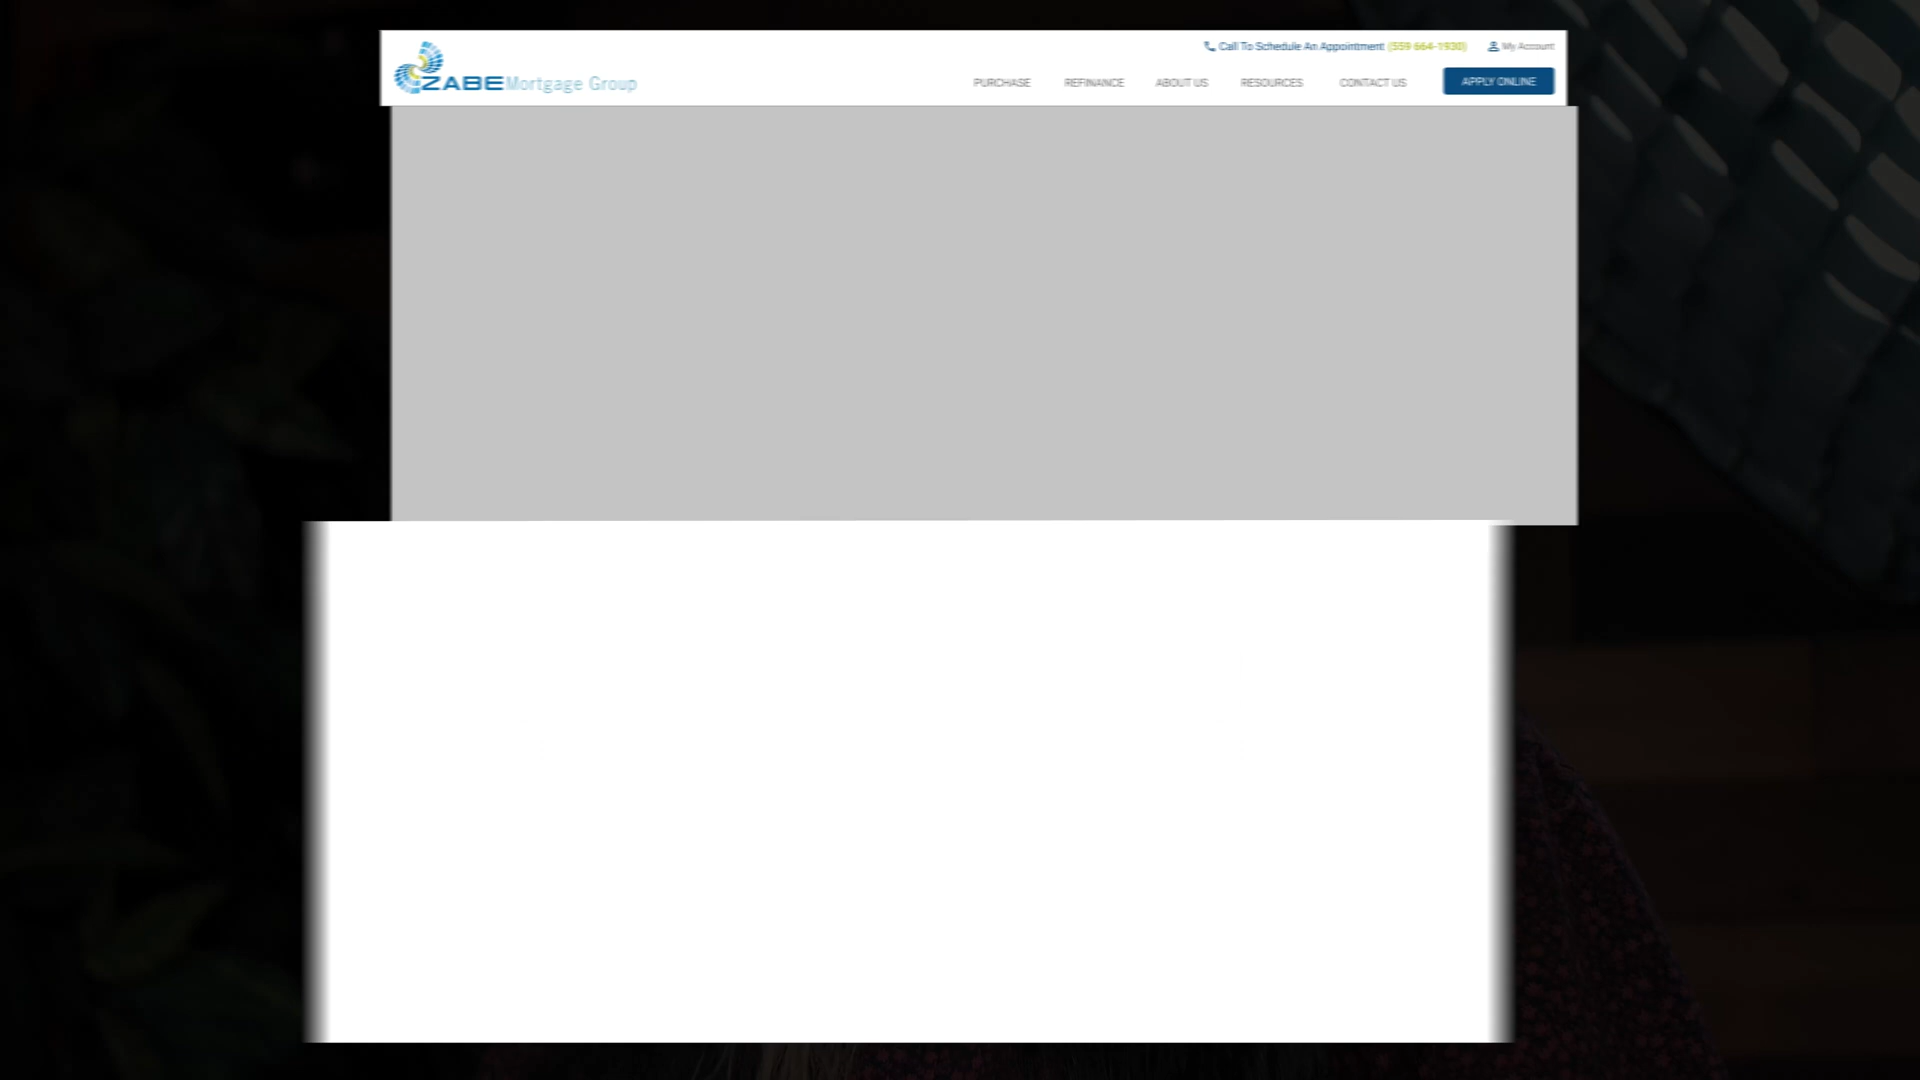 Call To Schedule An Appointment (559 664-1930) My Account
ZABE Mortgage Group
PURCHASE REFINANCE ABOUT US RESOURCES CONTACT US APPLY ONLINE